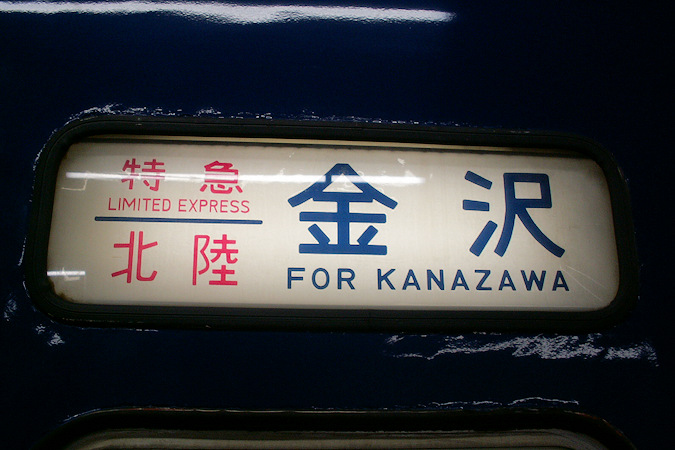 特急
LIMITED EXPRESS
北陸
金沢
FOR KANAZAWA